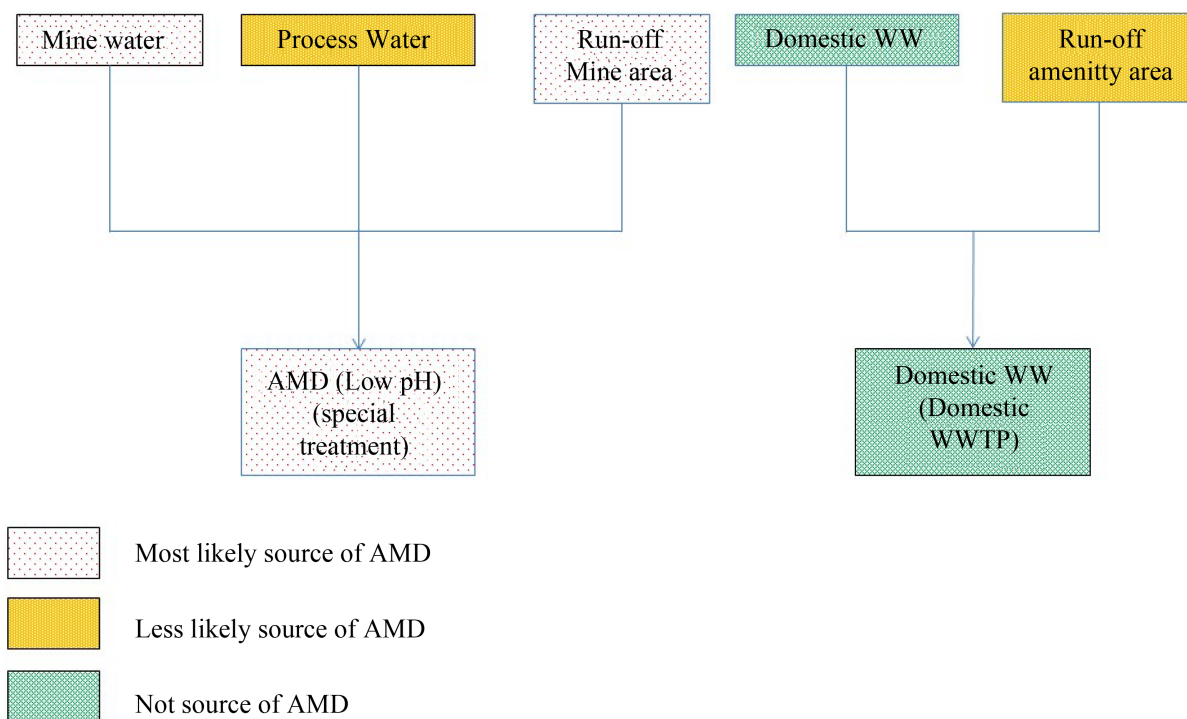 Mine water
Process Water
Run-off
Mine area
Domestic WW
Run-off
amenitty area
AMD (Low pH)
(special
treatment)
Domestic WW
(Domestic
WWTP)
Most likely source of AMD
Less likely source of AMD
Not source of AMD